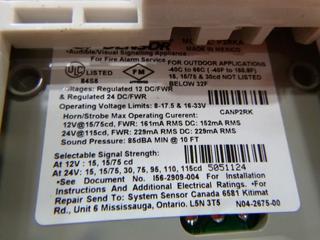 SENSOR
Audible/Visual Signalling Appliance
For Fire Alarm Service
MADE IN MEXICO
FOR OUTDOOR APPLICATIONS
-40C to 66C ( -40F to 150.8F)
15, 15/75 & 30cd NOT LISTED
BELOW 32F
ULC LISTED
FM
84S8
Voltages: Regulated 12 DC/FWR
& Regulated 24 DC/FWR
Operating Voltage Limits: 8-17.5 & 16-33V
Horn/Strobe Max Operating Current: CANP2RK
12V@15/75cd, FWR: 161mA RMS DC: 152mA RMS
24V@115cd, FWR: 229mA RMS DC: 229mA RMS
Sound Pressure: 85dBA MIN @ 10 FT
Selectable Signal Strength:
At 12V : 15, 15/75 cd
At 24V : 15, 15/75, 30, 75, 95, 110, 115cd 5051124
*See Document No. I56-2909-004 For Installation
Instructions And Additional Electrical Ratings *
Repair Send To: System Sensor Canada 6581 Kitimat
Rd., Unit 6 Mississauga, Ontario. L5N 3T5 N04-2675-00